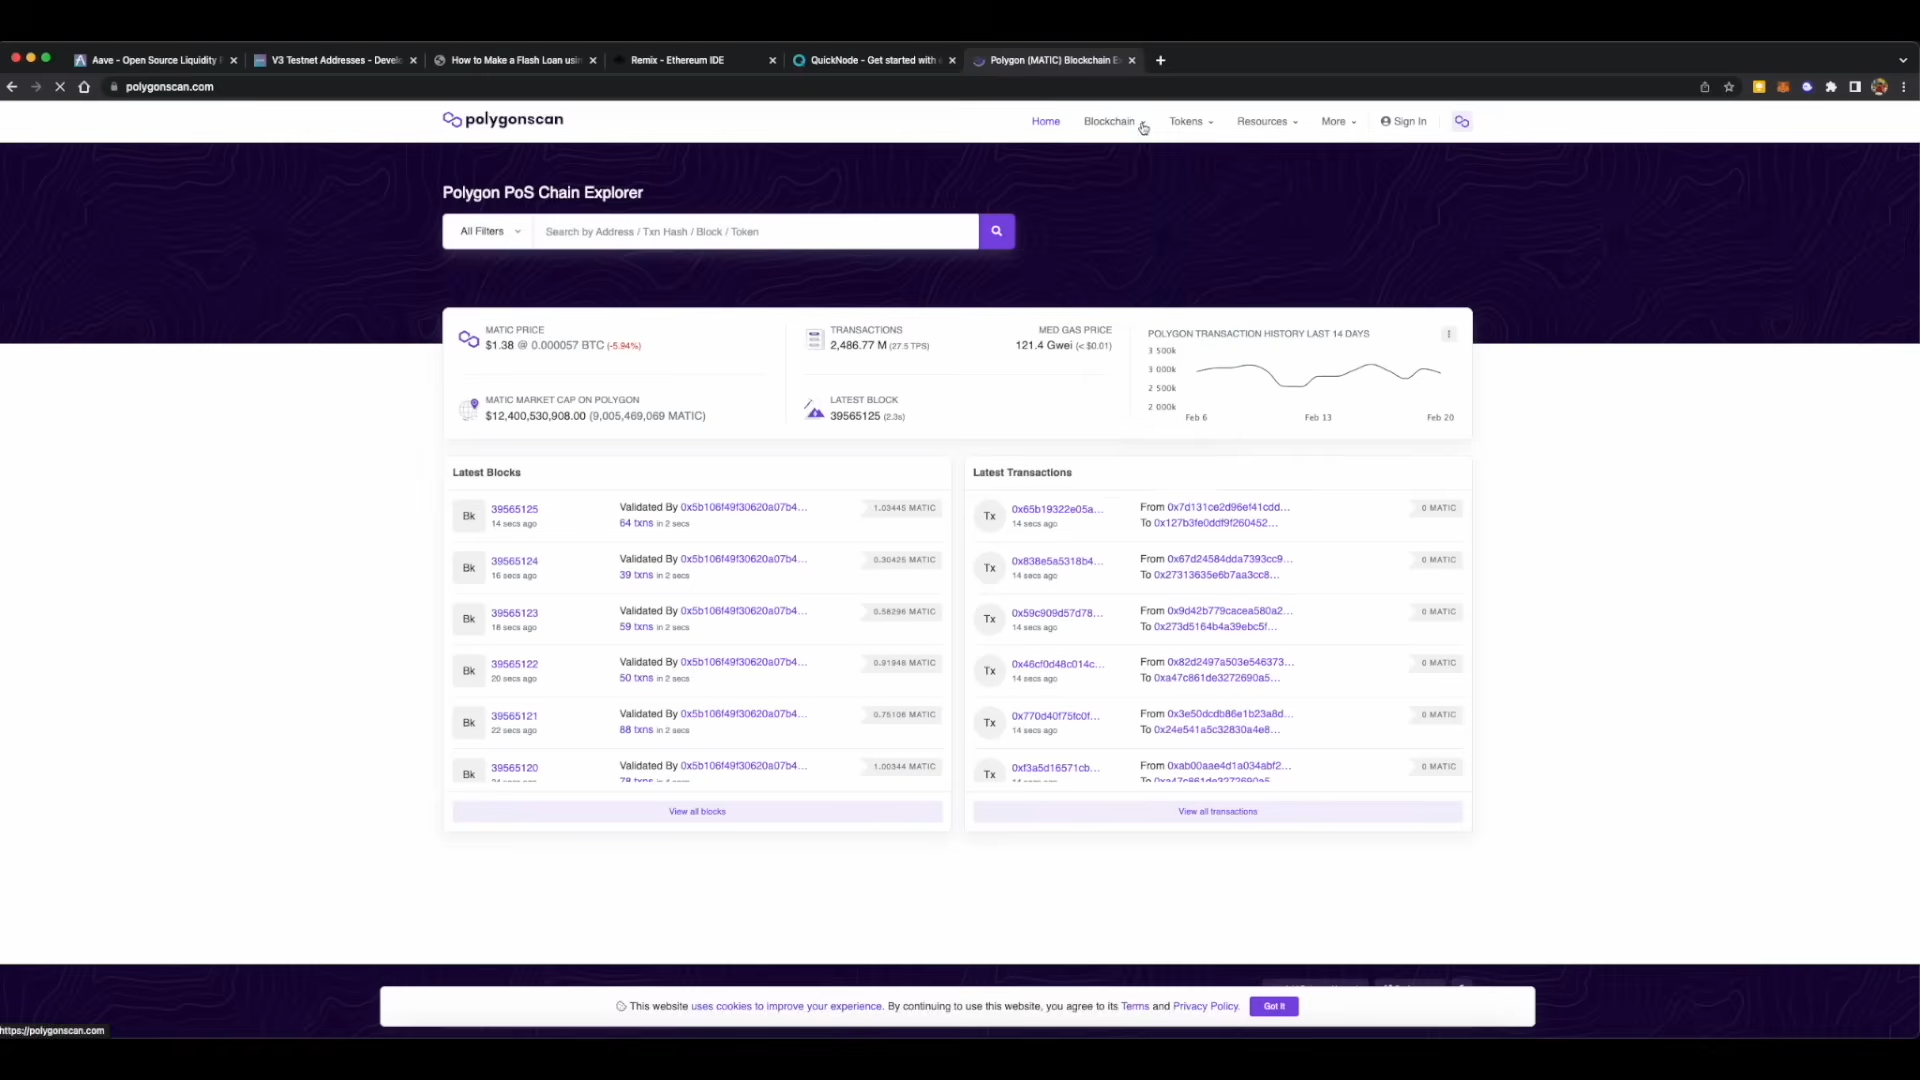 Aave - Open Source Liquidity
V3 Testnet Addresses - Develo
How to Make a Flash Loan usin
Remix - Ethereum IDE
QuickNode - Get started with
Polygon (MATIC) Blockchain E
polygonscan.com
polygonscan
Home
Blockchain
Tokens
Resources
More
Sign In
Polygon PoS Chain Explorer
All Filters
Search by Address / Txn Hash / Block / Token
MATIC PRICE
$1.38 @ 0.000057 BTC (-5.94%)
MATIC MARKET CAP ON POLYGON
$12,400,530,908.00 (9,005,469,069 MATIC)
TRANSACTIONS
2,486.77 M (27.5 TPS)
MED GAS PRICE
121.4 Gwei (< $0.01)
LATEST BLOCK
39565125 (2.3s)
POLYGON TRANSACTION HISTORY LAST 14 DAYS
3 500k
3 000k
2 500k
2 000k
Feb 6
Feb 13
Feb 20
Latest Blocks
Bk
39565125
14 secs ago
Validated By 0x5b106f49f30620a07b4...
64 txns in 2 secs
1.03445 MATIC
Bk
39565124
16 secs ago
Validated By 0x5b106f49f30620a07b4...
39 txns in 2 secs
0.30425 MATIC
Bk
39565123
18 secs ago
Validated By 0x5b106f49f30620a07b4...
59 txns in 2 secs
0.58296 MATIC
Bk
39565122
20 secs ago
Validated By 0x5b106f49f30620a07b4...
50 txns in 2 secs
0.91948 MATIC
Bk
39565121
22 secs ago
Validated By 0x5b106f49f30620a07b4...
88 txns in 2 secs
0.75106 MATIC
Bk
39565120
Validated By 0x5b106f49f30620a07b4...
1.00344 MATIC
View all blocks
Latest Transactions
Tx
0x65b19322e05a...
14 secs ago
From 0x7d131ce2d96ef41cdd...
To 0x127b3fe0ddf9f260452...
0 MATIC
Tx
0x838e5a5318b4...
14 secs ago
From 0x67d24584dda7393cc9...
To 0x27313635e6b7aa3cc8...
0 MATIC
Tx
0x59c909d57d78...
14 secs ago
From 0x9d42b779cacea580a2...
To 0x273d5164b4a39ebc5f...
0 MATIC
Tx
0x46cf0d48c014c...
14 secs ago
From 0x82d2497a503e546373...
To 0xa47c861de3272690a5...
0 MATIC
Tx
0x770d40f75fc0f...
14 secs ago
From 0x3e50dcdb86e1b23a8d...
To 0x24e541a5c32830a4e8...
0 MATIC
Tx
0xf3a5d16571cb...
From 0xab00aae4d1a034abf2...
0 MATIC
View all transactions
This website uses cookies to improve your experience. By continuing to use this website, you agree to its Terms and Privacy Policy.
Got It
https://polygonscan.com